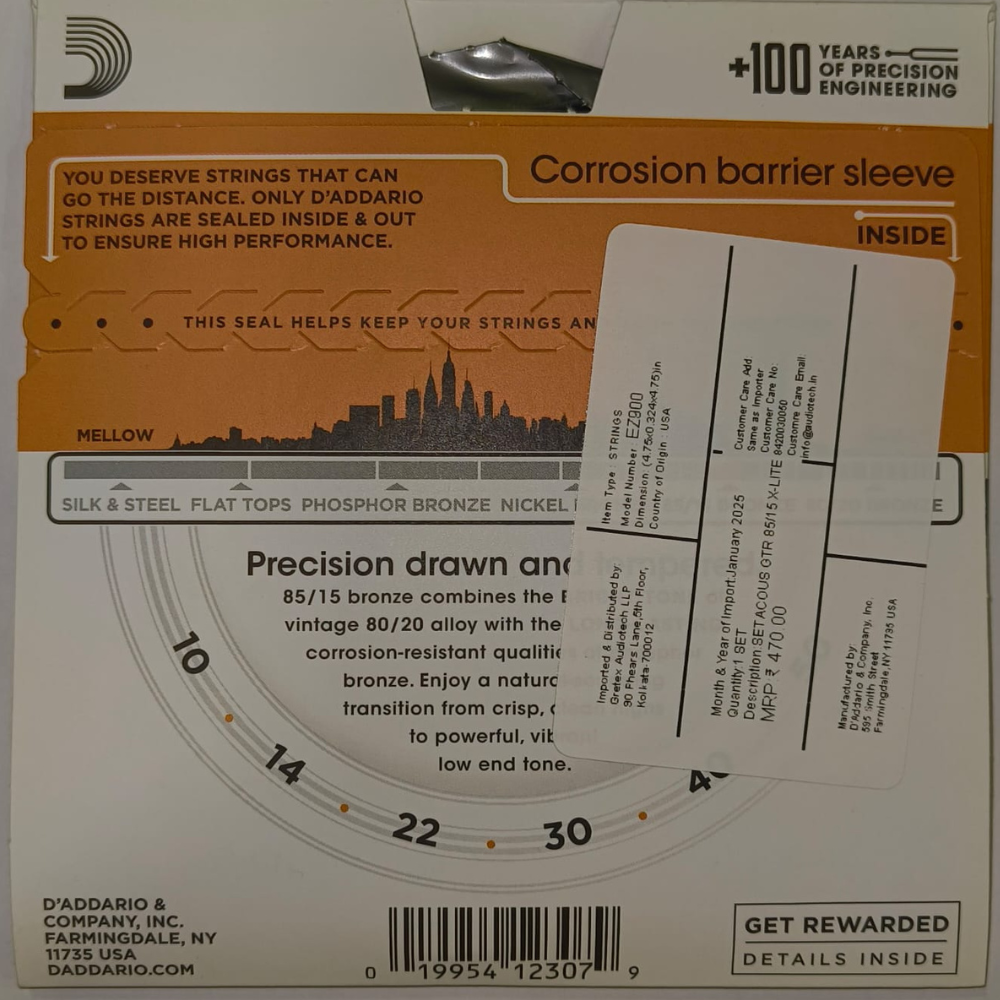 +100 YEARS
OF PRECISION
ENGINEERING
YOU DESERVE STRINGS THAT CAN
GO THE DISTANCE. ONLY D'ADDARIO
STRINGS ARE SEALED INSIDE & OUT
TO ENSURE HIGH PERFORMANCE.
Corrosion barrier sleeve
INSIDE
THIS SEAL HELPS KEEP YOUR STRINGS AN
MELLOW
SILK & STEEL FLAT TOPS PHOSPHOR BRONZE NICKEL
E
Precision drawn and tempered
85/15 bronze combines the
vintage 80/20 alloy with the
corrosion-resistant qualitie
bronze. Enjoy a natura
transition from crisp,
to powerful, vib
low end tone.
10
14
22
30
40
Item Type : STRINGS
Model Number EZ900
Dimension: (4.75x0.324x4.75)in
Country of Origin : USA
Imported & Distributed by:
Gretex Audiotech LLP
90 Phears Lane,5th Floor,
Kolkata-700012.
Customer Care Add:
Same as Importer
Customer Care No:
8420030050
Customre Care Email:
info@audiotech.in
Month & Year of Import:January 2025
Quantity:1 SET
Description:SET ACOUS GTR 85/15 X-LITE
MRP ₹ 470.00
Manufactured by:
D'Addario & Company, Inc.
595 Smith Street
Farmingdale,NY 11735 USA
D'ADDARIO &
COMPANY, INC.
FARMINGDALE, NY
11735 USA
DADDARIO.COM
0 19954 12307 9
GET REWARDED
DETAILS INSIDE